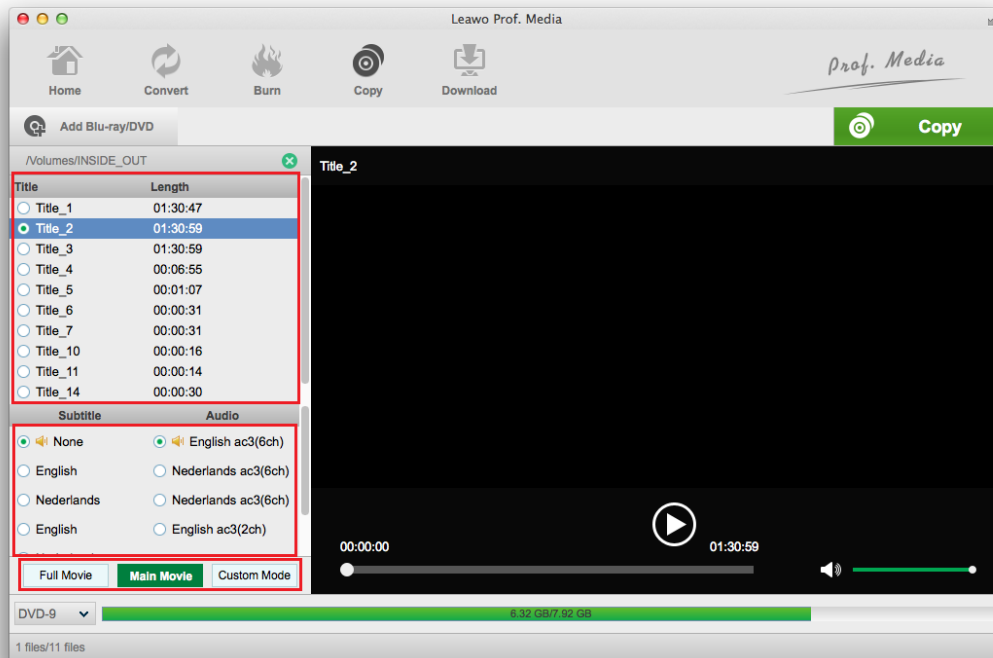 Leawo Prof. Media
Home Convert Burn Copy Download
Prof. Media
Add Blu-ray/DVD
Copy
/Volumes/INSIDE_OUT
Title_2
Title Length
Title_1 01:30:47
Title_2 01:30:59
Title_3 01:30:59
Title_4 00:06:55
Title_5 00:01:07
Title_6 00:00:31
Title_7 00:00:31
Title_10 00:00:16
Title_11 00:00:14
Title_14 00:00:30
Subtitle Audio
None English ac3(6ch)
English Nederlands ac3(6ch)
Nederlands Nederlands ac3(6ch)
English English ac3(2ch)
00:00:00 01:30:59
Full Movie Main Movie Custom Mode
DVD-9 6.32 GB/7.92 GB
1 files/11 files